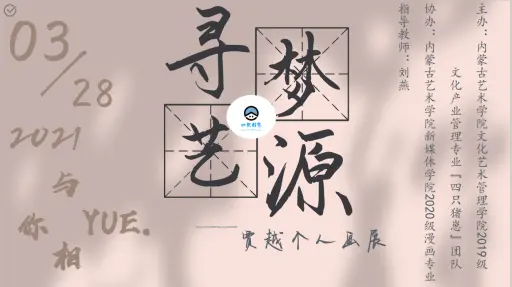 寻梦
艺源
贾越个人画展
03/28
2021
与
你 YUE.
相
主办：内蒙古艺术学院文化艺术管理学院2019级
文化产业管理专业『四只猪崽』团队
协办：内蒙古艺术学院新媒体学院2020级漫画专业
指导教师：刘燕